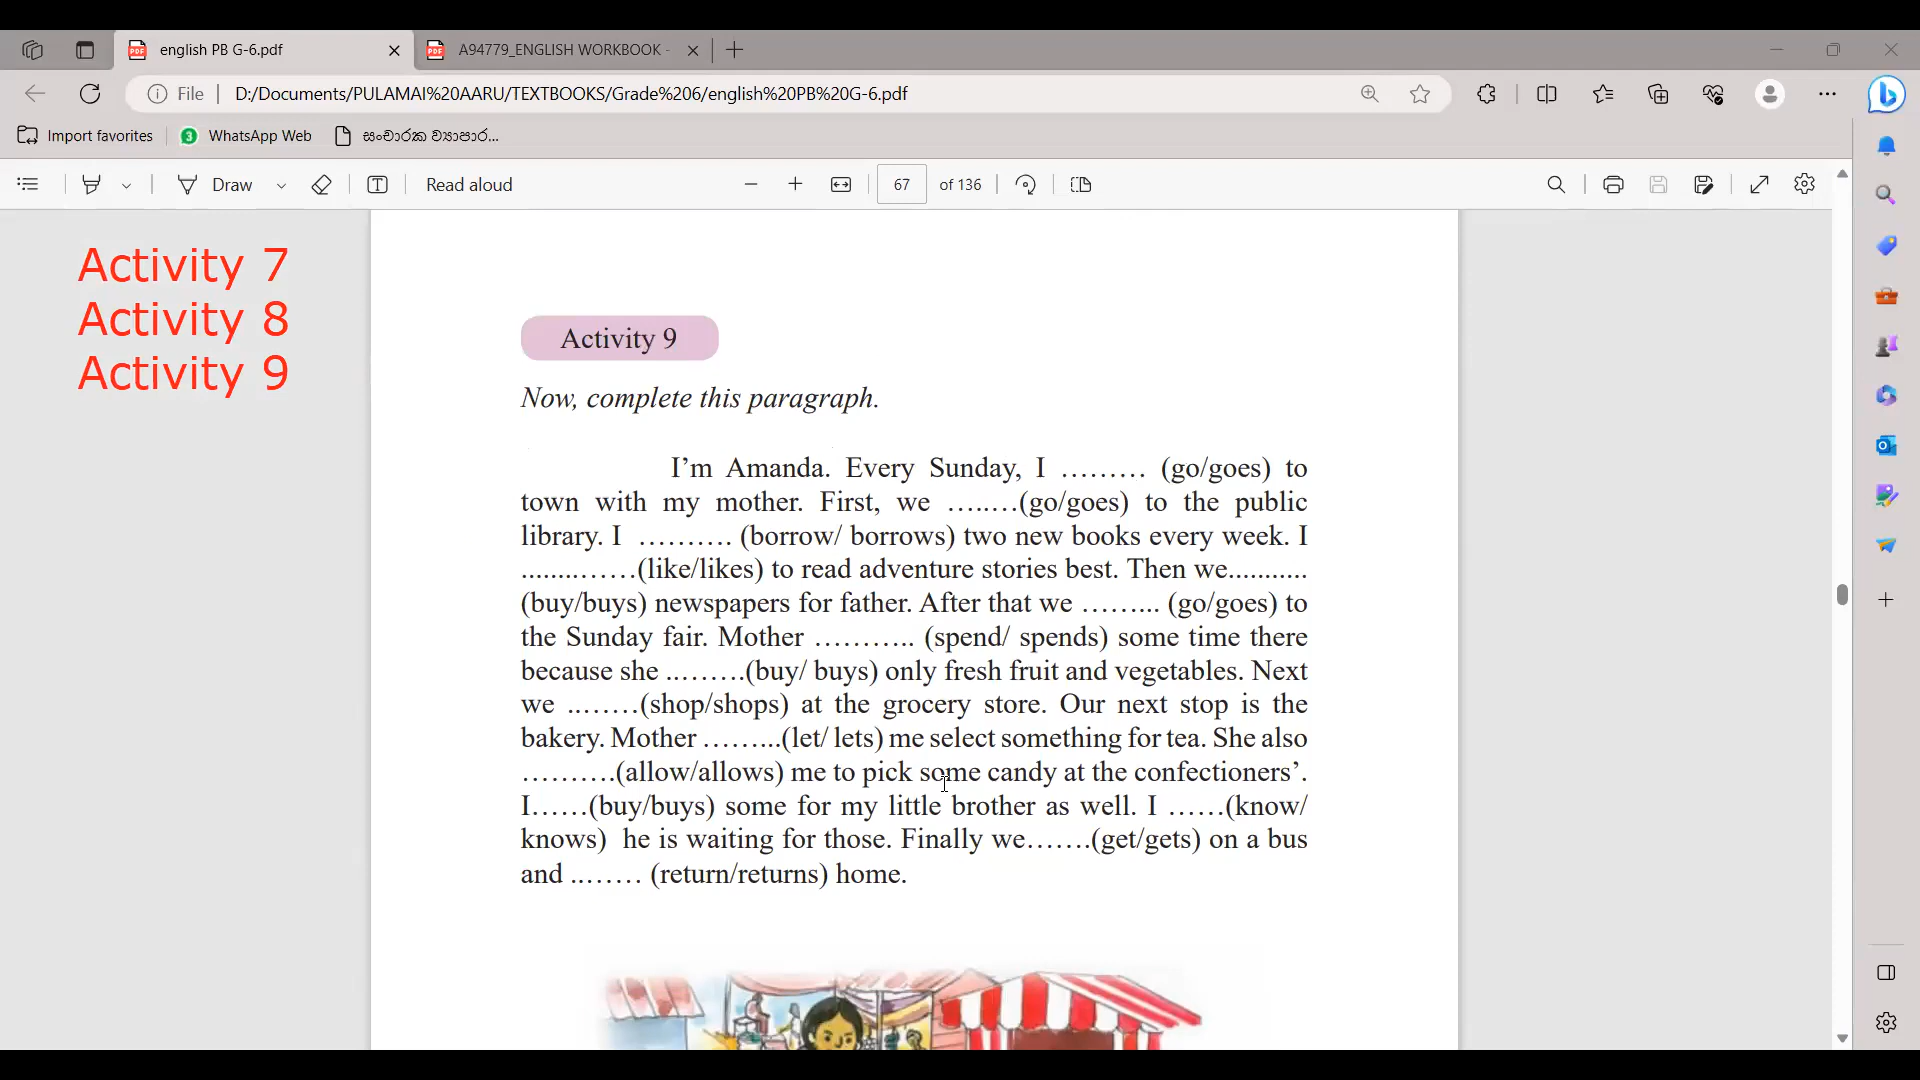 english PB G-6.pdf
A94779_ENGLISH WORKBOOK -
File
D:/Documents/PULAMAI%20AARU/TEXTBOOKS/Grade%206/english%20PB%20G-6.pdf
Import favorites
3
WhatsApp Web
සංචාරක ව්‍යාපාර...
Draw
Read aloud
67
of 136
Activity 7
Activity 8
Activity 9
Activity 9
Now, complete this paragraph.
I’m Amanda. Every Sunday, I ……… (go/goes) to
town with my mother. First, we …..…(go/goes) to the public
library. I ………. (borrow/ borrows) two new books every week. I
........……(like/likes) to read adventure stories best. Then we...........
(buy/buys) newspapers for father. After that we ……... (go/goes) to
the Sunday fair. Mother ……….. (spend/ spends) some time there
because she ..…….(buy/ buys) only fresh fruit and vegetables. Next
we ..……(shop/shops) at the grocery store. Our next stop is the
bakery. Mother ……...(let/ lets) me select something for tea. She also
……….(allow/allows) me to pick some candy at the confectioners’.
I……(buy/buys) some for my little brother as well. I ……(know/
knows) he is waiting for those. Finally we…….(get/gets) on a bus
and ..…… (return/returns) home.